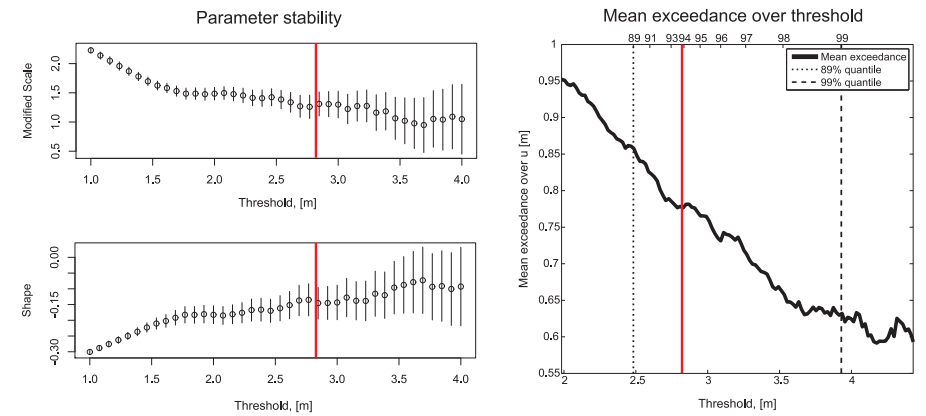 Parameter stability
Modified Scale
2.0
1.5
1.0
0.5
1.0 1.5 2.0 2.5 3.0 3.5 4.0
Threshold, [m]
Shape
0.00
-0.15
-0.30
1.0 1.5 2.0 2.5 3.0 3.5 4.0
Threshold, [m]
Mean exceedance over threshold
89 91 93 94 95 96 97 98 99
Mean exceedance
89% quantile
99% quantile
Mean exceedance over u [m]
1
0,95
0,9
0,85
0,8
0,75
0.7
0.65
0.6
0.55
2 2.5 3 3.5 4
Threshold, [m]